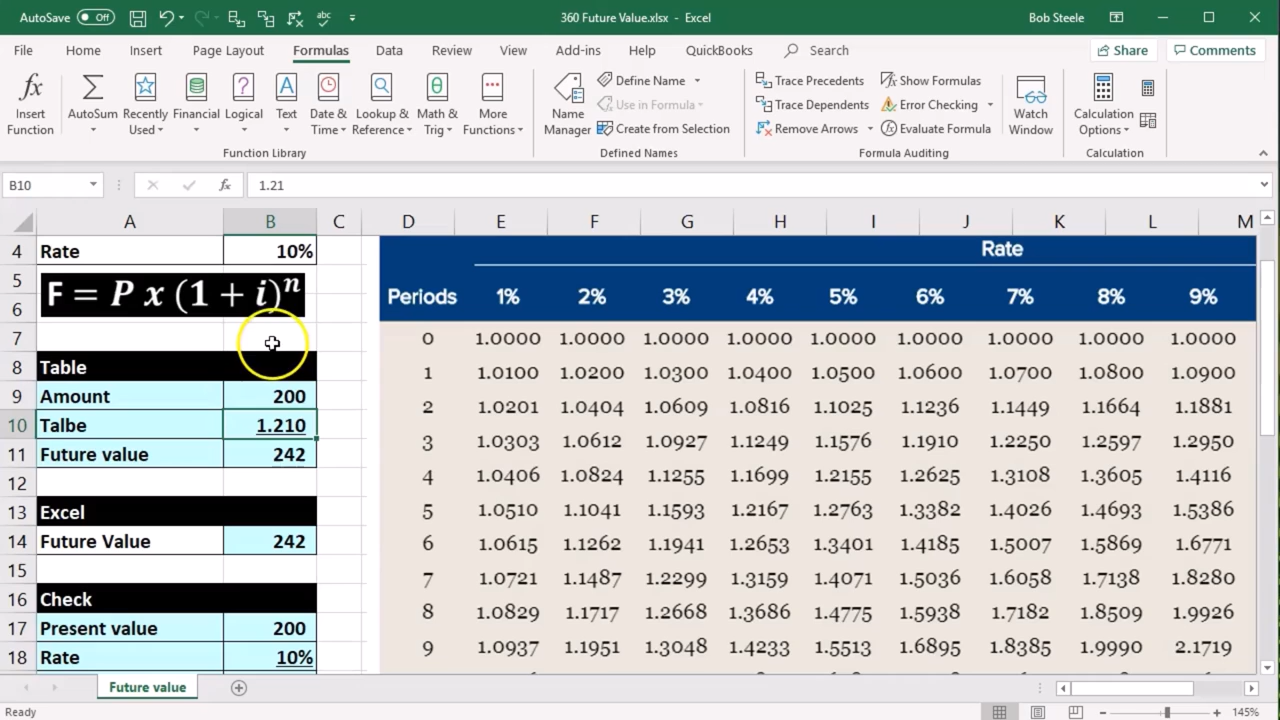 AutoSave Off 360 Future Value.xlsx - Excel Bob Steele
File Home Insert Page Layout Formulas Data Review View Add-ins Help QuickBooks Search Share Comments
fx Insert Function
Σ AutoSum
Recently Used
Financial
Logical
Text
Date & Time
Lookup & Reference
Math & Trig
More Functions
Function Library
Name Manager
Define Name
Use in Formula
Create from Selection
Defined Names
Trace Precedents
Trace Dependents
Remove Arrows
Show Formulas
Error Checking
Evaluate Formula
Formula Auditing
Watch Window
Calculation Options
Calculation
B10 fx 1.21
A B C D E F G H I J K L M
4 Rate 10%
5
6
F = P x (1 + i)ⁿ
7
8 Table
9 Amount 200
10 Talbe 1.210
11 Future value 242
12
13 Excel
14 Future Value 242
15
16 Check
17 Present value 200
18 Rate 10%
Rate
Periods 1% 2% 3% 4% 5% 6% 7% 8% 9%
0 1.0000 1.0000 1.0000 1.0000 1.0000 1.0000 1.0000 1.0000 1.0000
1 1.0100 1.0200 1.0300 1.0400 1.0500 1.0600 1.0700 1.0800 1.0900
2 1.0201 1.0404 1.0609 1.0816 1.1025 1.1236 1.1449 1.1664 1.1881
3 1.0303 1.0612 1.0927 1.1249 1.1576 1.1910 1.2250 1.2597 1.2950
4 1.0406 1.0824 1.1255 1.1699 1.2155 1.2625 1.3108 1.3605 1.4116
5 1.0510 1.1041 1.1593 1.2167 1.2763 1.3382 1.4026 1.4693 1.5386
6 1.0615 1.1262 1.1941 1.2653 1.3401 1.4185 1.5007 1.5869 1.6771
7 1.0721 1.1487 1.2299 1.3159 1.4071 1.5036 1.6058 1.7138 1.8280
8 1.0829 1.1717 1.2668 1.3686 1.4775 1.5938 1.7182 1.8509 1.9926
9 1.0937 1.1951 1.3048 1.4233 1.5513 1.6895 1.8385 1.9990 2.1719
Future value
Ready 145%